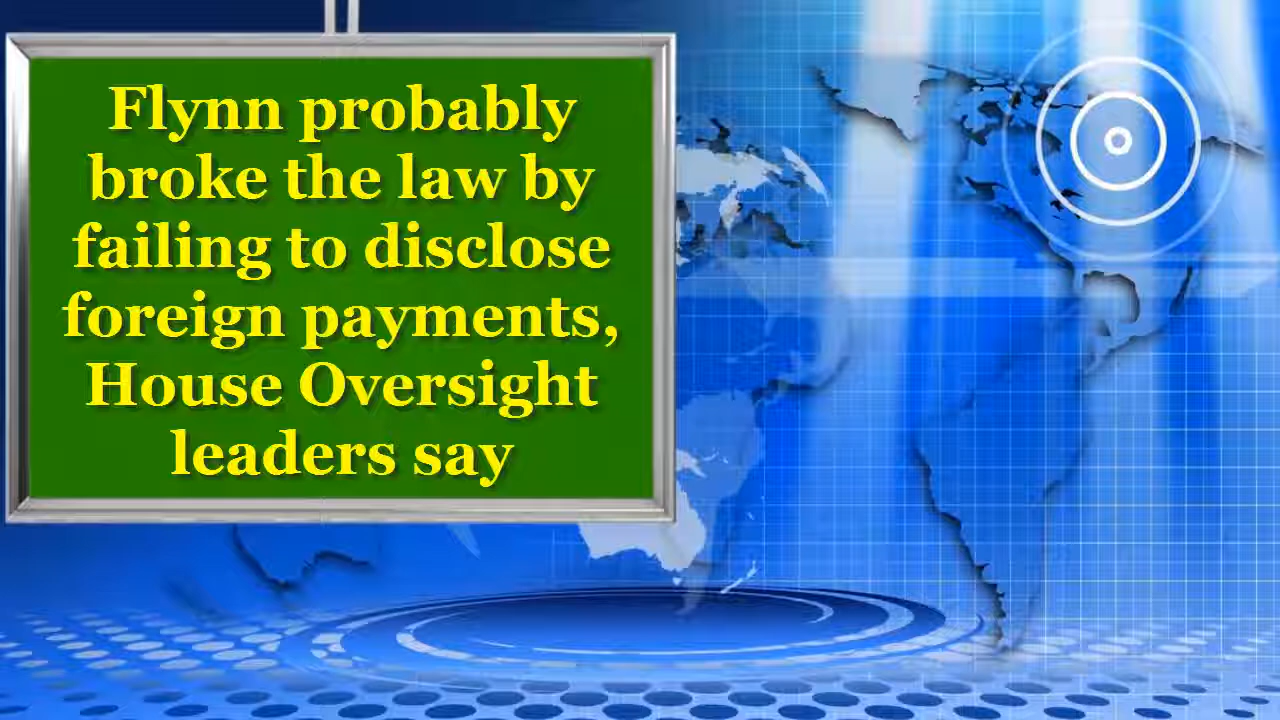 Flynn probably
broke the law by
failing to disclose
foreign payments,
House Oversight
leaders say